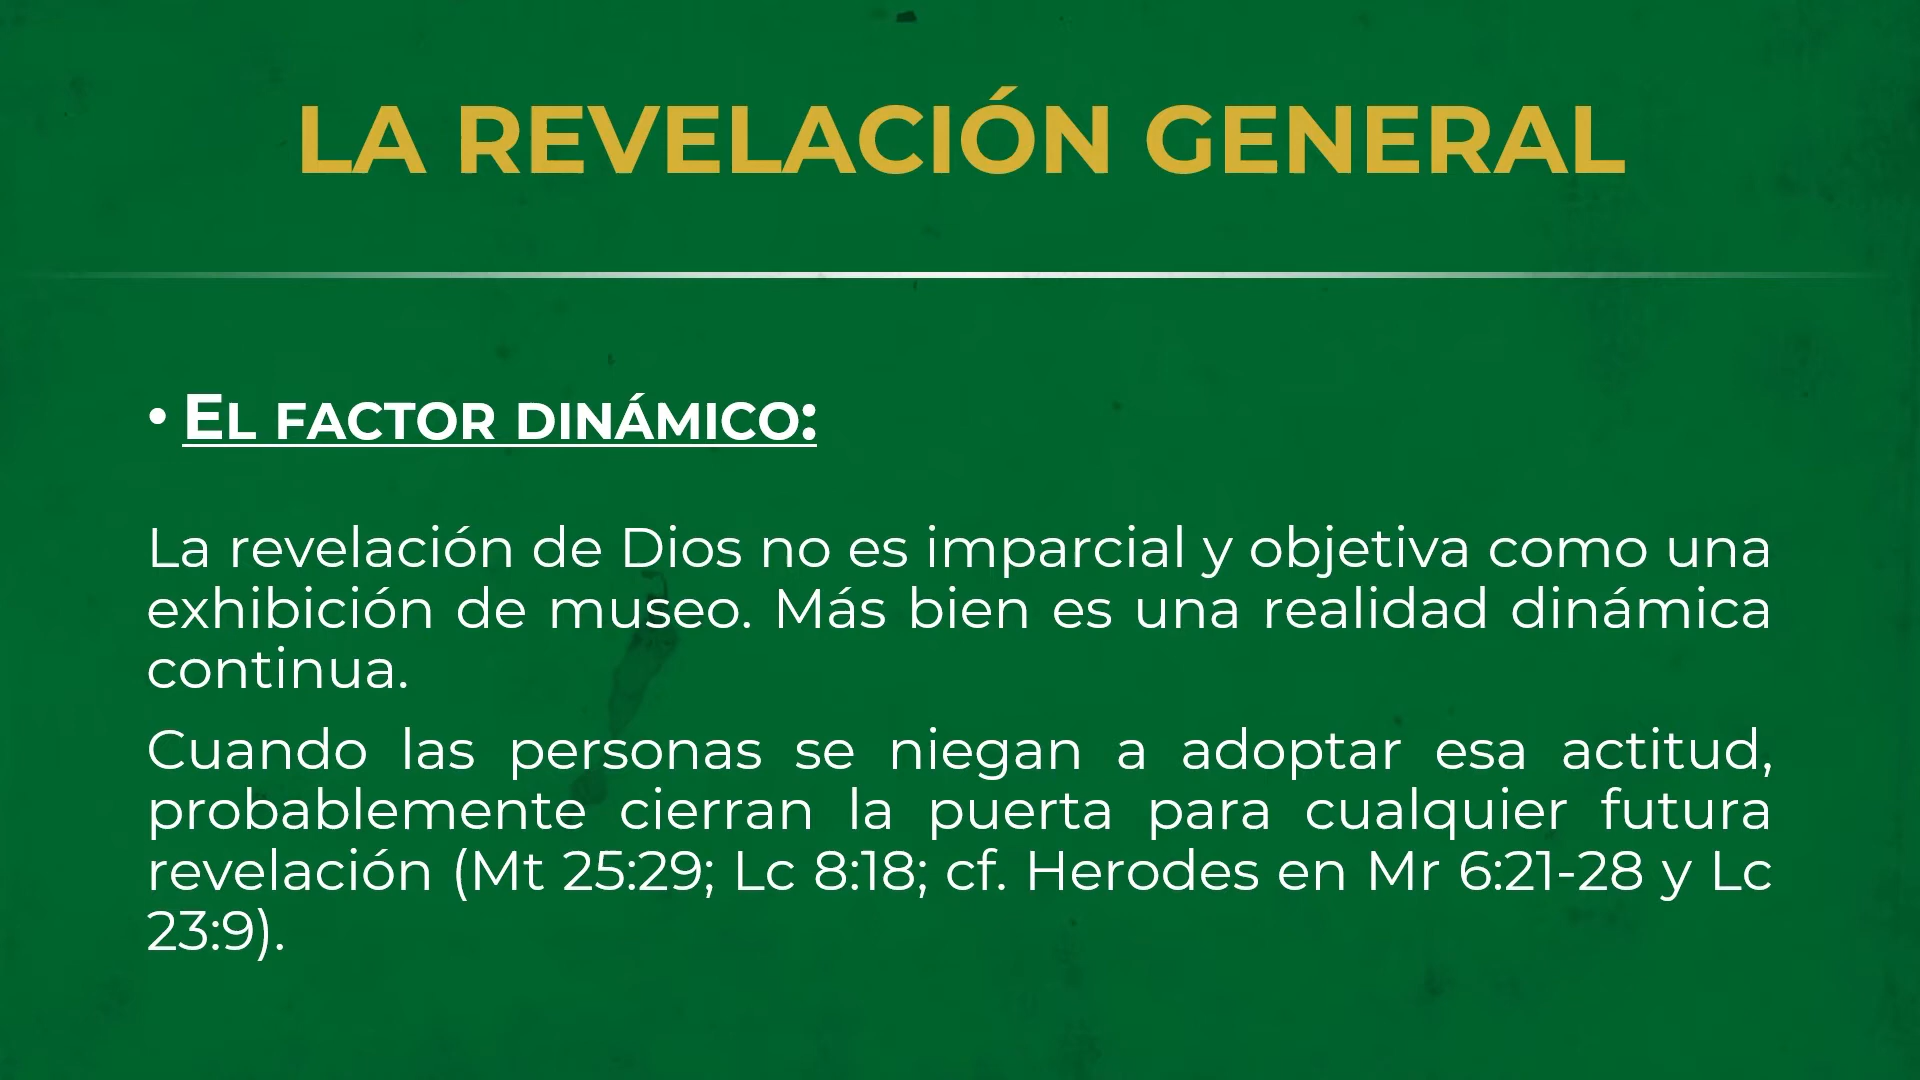 LA REVELACIÓN GENERAL
• EL FACTOR DINÁMICO:
La revelación de Dios no es imparcial y objetiva como una
exhibición de museo. Más bien es una realidad dinámica
continua.
Cuando las personas se niegan a adoptar esa actitud,
probablemente cierran la puerta para cualquier futura
revelación (Mt 25:29; Lc 8:18; cf. Herodes en Mr 6:21-28 y Lc
23:9).